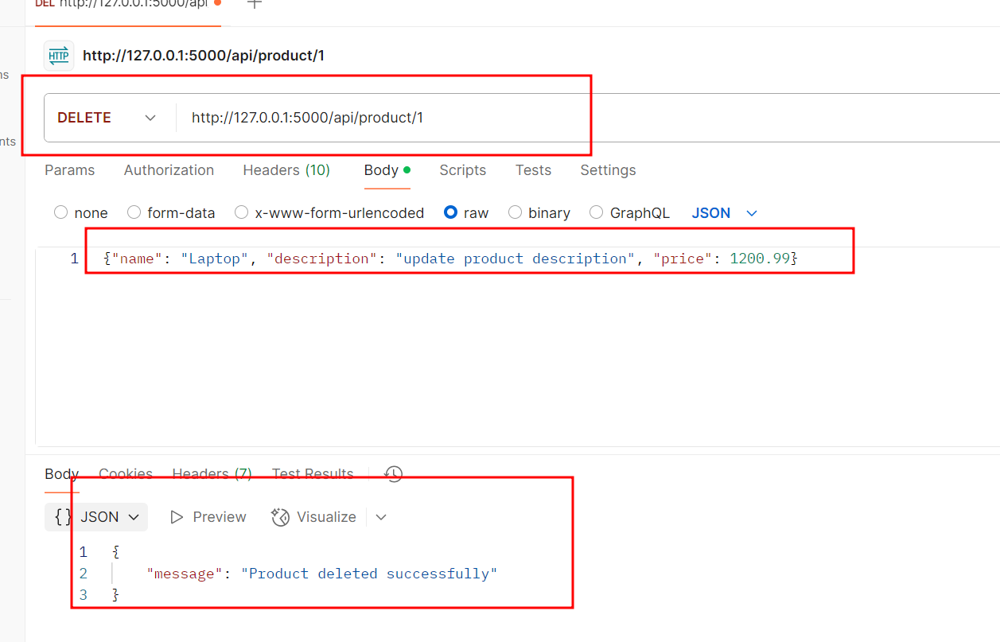 DEL http://127.0.0.1:5000/api
HTTP http://127.0.0.1:5000/api/product/1
DELETE http://127.0.0.1:5000/api/product/1
Params Authorization Headers (10) Body Scripts Tests Settings
none form-data x-www-form-urlencoded raw binary GraphQL JSON
1 {"name": "Laptop", "description": "update product description", "price": 1200.99}
Body Cookies Headers (7) Test Results
{} JSON Preview Visualize
1 {
2 "message": "Product deleted successfully"
3 }